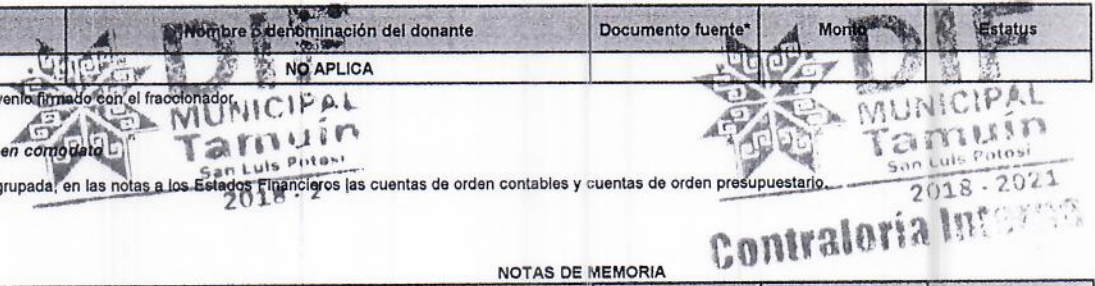 Nombre o denominación del donante Documento fuente* Monto Estatus
NO APLICA
venio firmado con el fraccionador.
en comodato
grupada, en las notas a los Estados Financieros las cuentas de orden contables y cuentas de orden presupuestario.
DIF
MUNICIPAL
Tamuín
San Luis Potosí
2018 - 2
DIF
MUNICIPAL
Tamuín
San Luis Potosí
2018 - 2021
Contraloría Interna
NOTAS DE MEMORIA